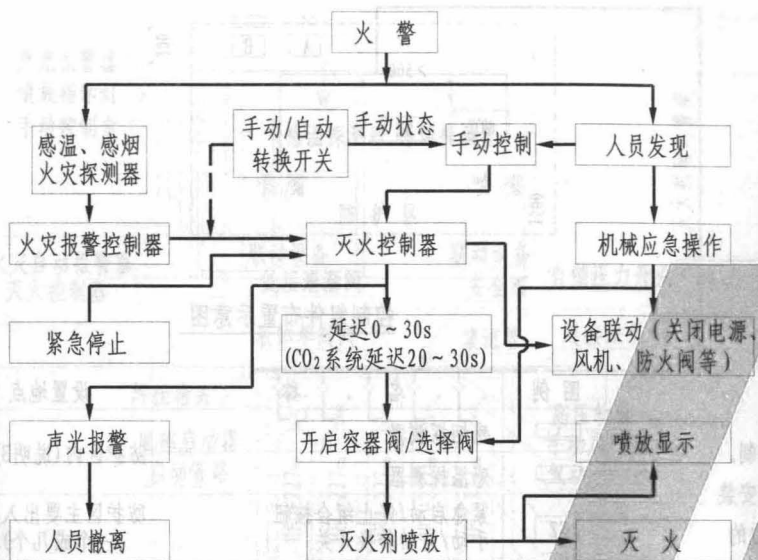 火 警
感温、感烟
火灾探测器
手动/自动
转换开关
手动状态
手动控制
人员发现
火灾报警控制器
灭火控制器
机械应急操作
紧急停止
延迟0～30s
(CO₂系统延迟20～30s)
设备联动（关闭电源、
风机、防火阀等）
声光报警
开启容器阀/选择阀
喷放显示
人员撤离
灭火剂喷放
灭 火